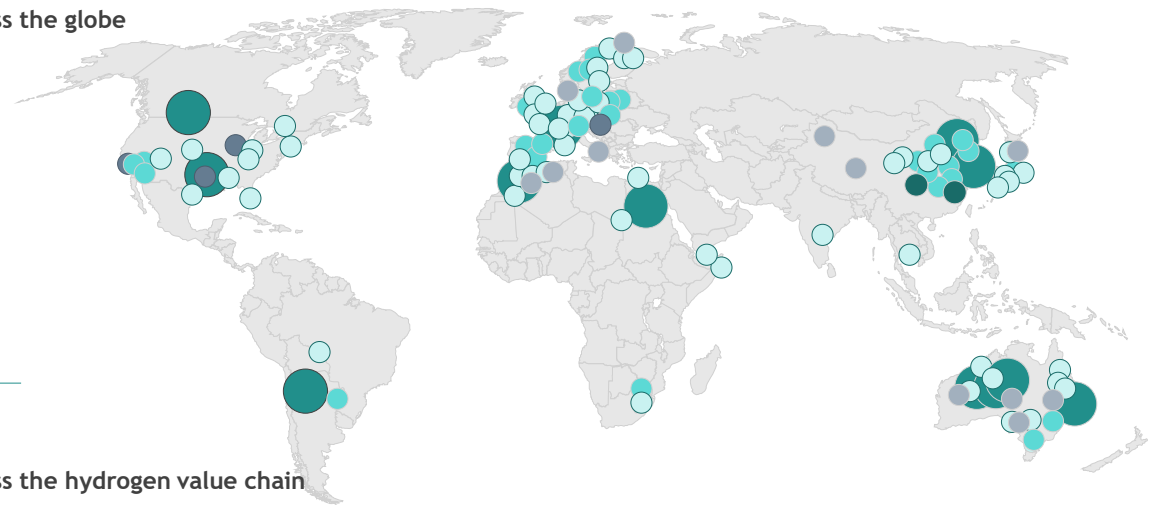 ss the globe
ss the hydrogen value chain